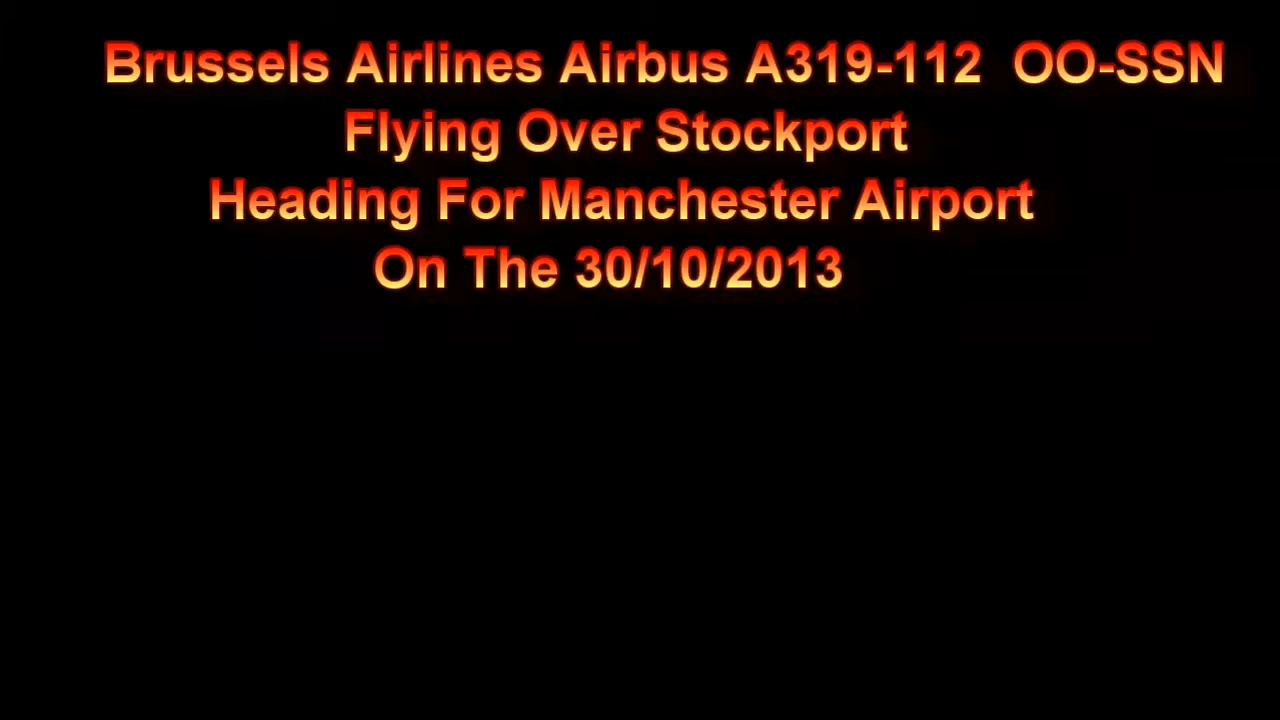 Brussels Airlines Airbus A319-112 OO-SSN
Flying Over Stockport
Heading For Manchester Airport
On The 30/10/2013